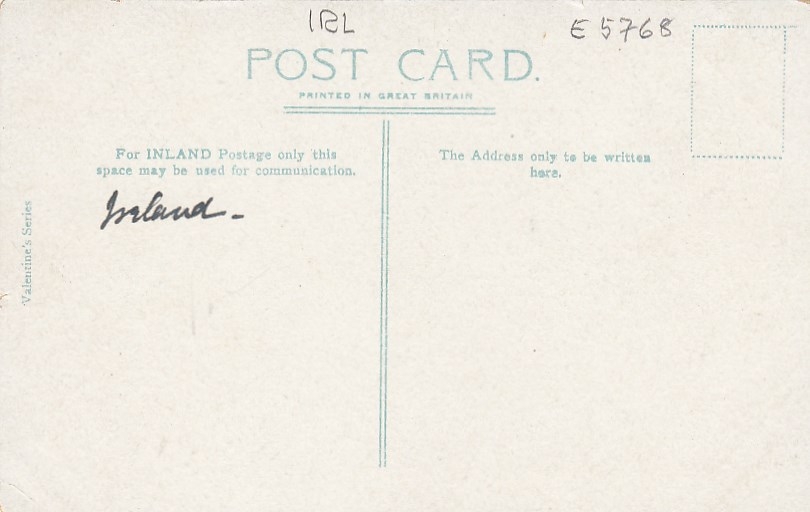 IRL
E 5768
POST CARD.
PRINTED IN GREAT BRITAIN
For INLAND Postage only this
space may be used for communication.
The Address only to be written
here.
Ireland -
Valentine's Series